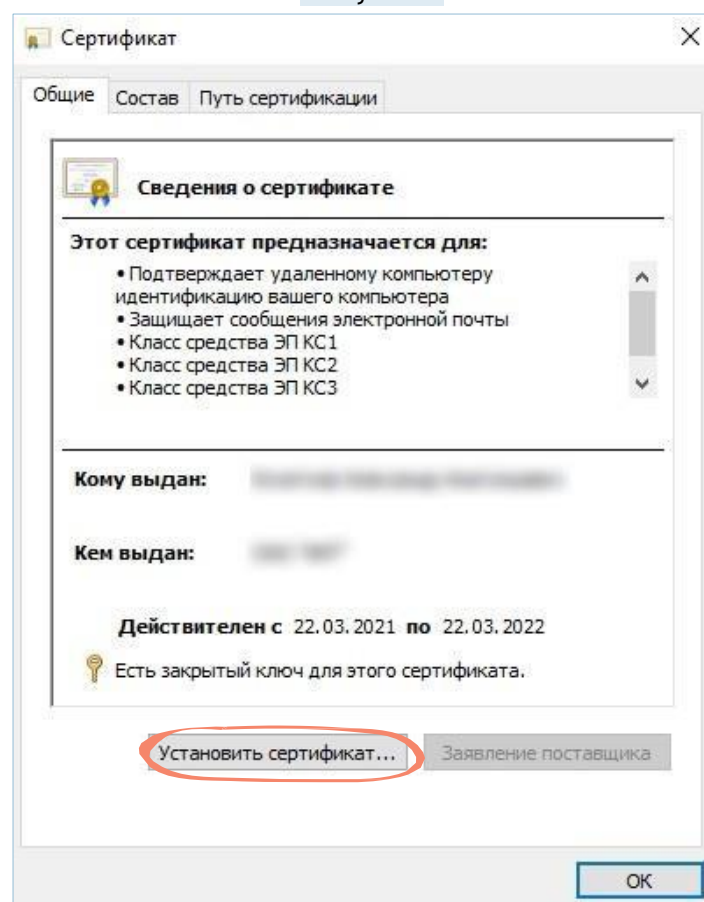 Сертификат
Общие Состав Путь сертификации
Сведения о сертификате
Этот сертификат предназначается для:
• Подтверждает удаленному компьютеру
идентификацию вашего компьютера
• Защищает сообщения электронной почты
• Класс средства ЭП КС1
• Класс средства ЭП КС2
• Класс средства ЭП КС3
Кому выдан:
Кем выдан:
Действителен с 22.03.2021 по 22.03.2022
Есть закрытый ключ для этого сертификата.
Установить сертификат... Заявление поставщика
ОК